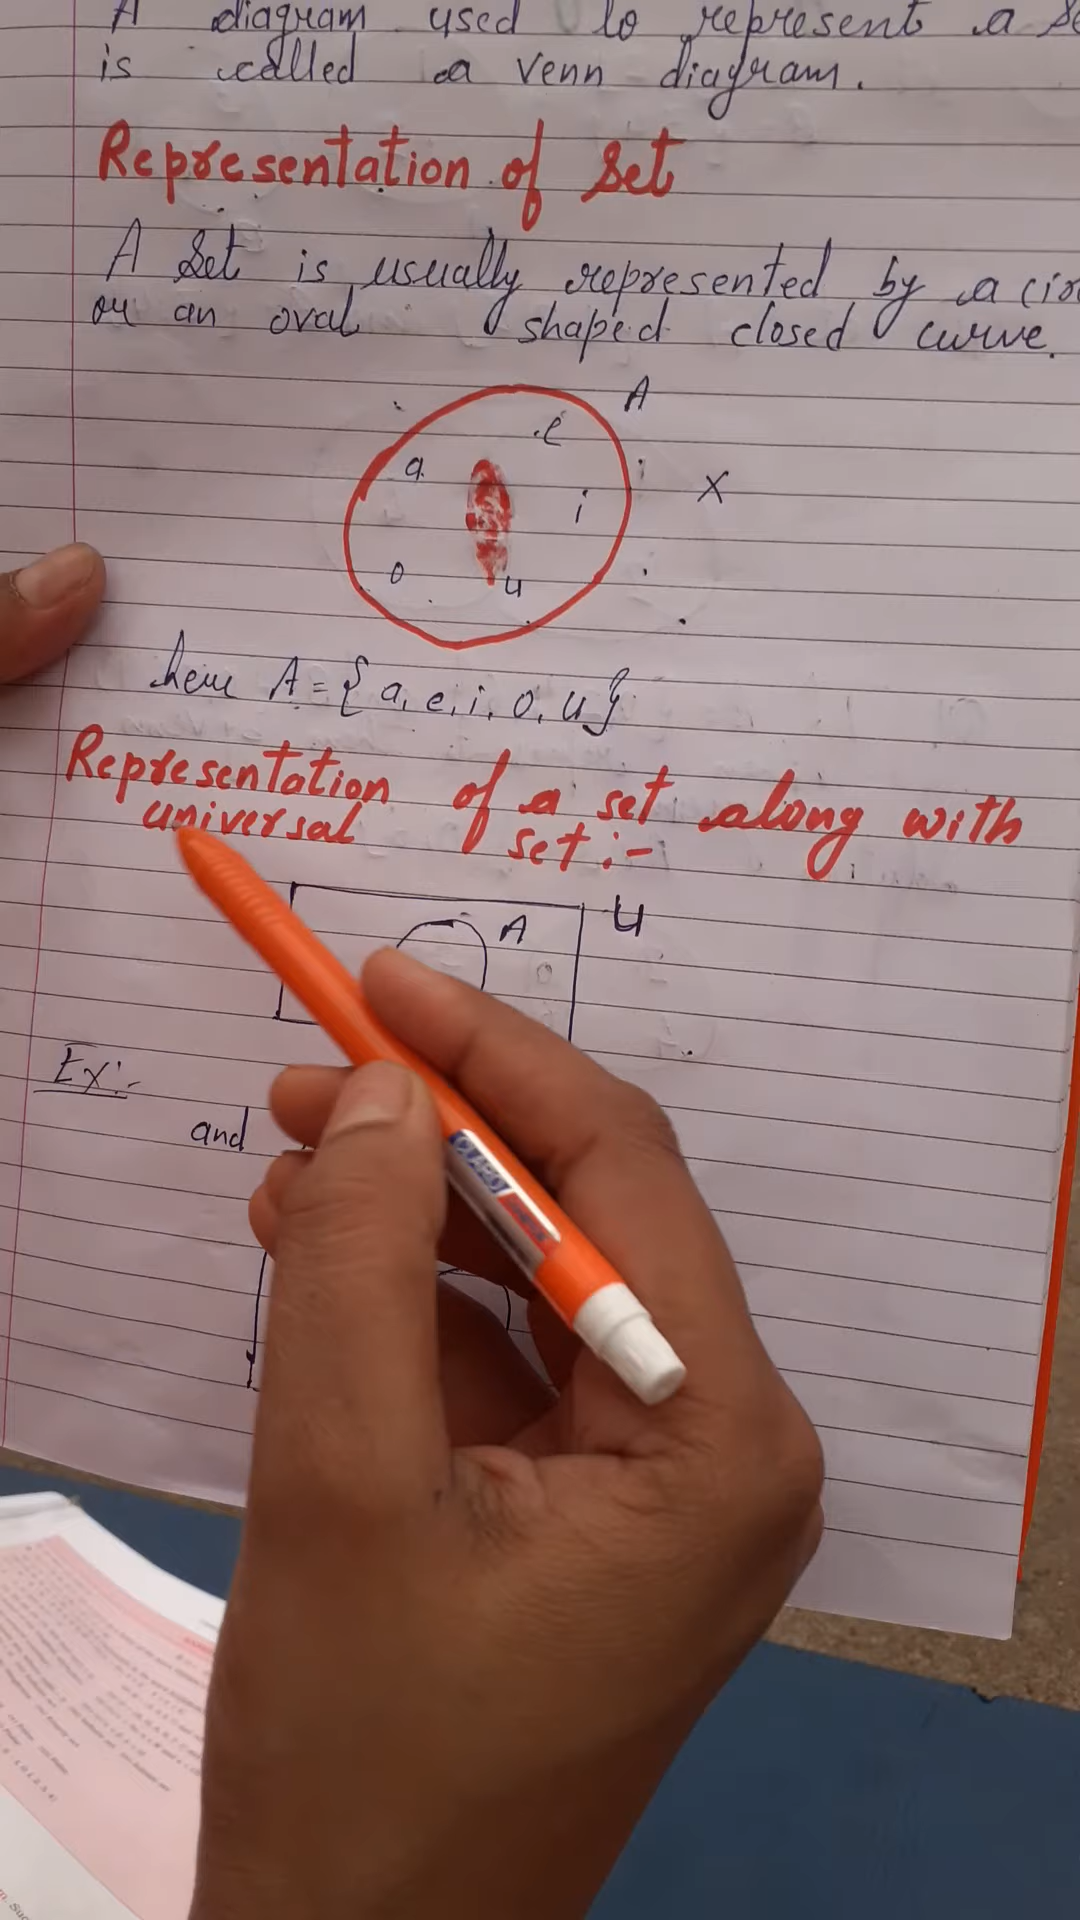 A diagram used to represent a
is called a venn diagram.
Representation of Set
A Set is usually represented by a
or an oval shaped closed curve.
A
e
a
i
X
o
u
here A = { a, e, i, o, u }
Representation of a set along with
universal set :-
A
U
Ex:-
and